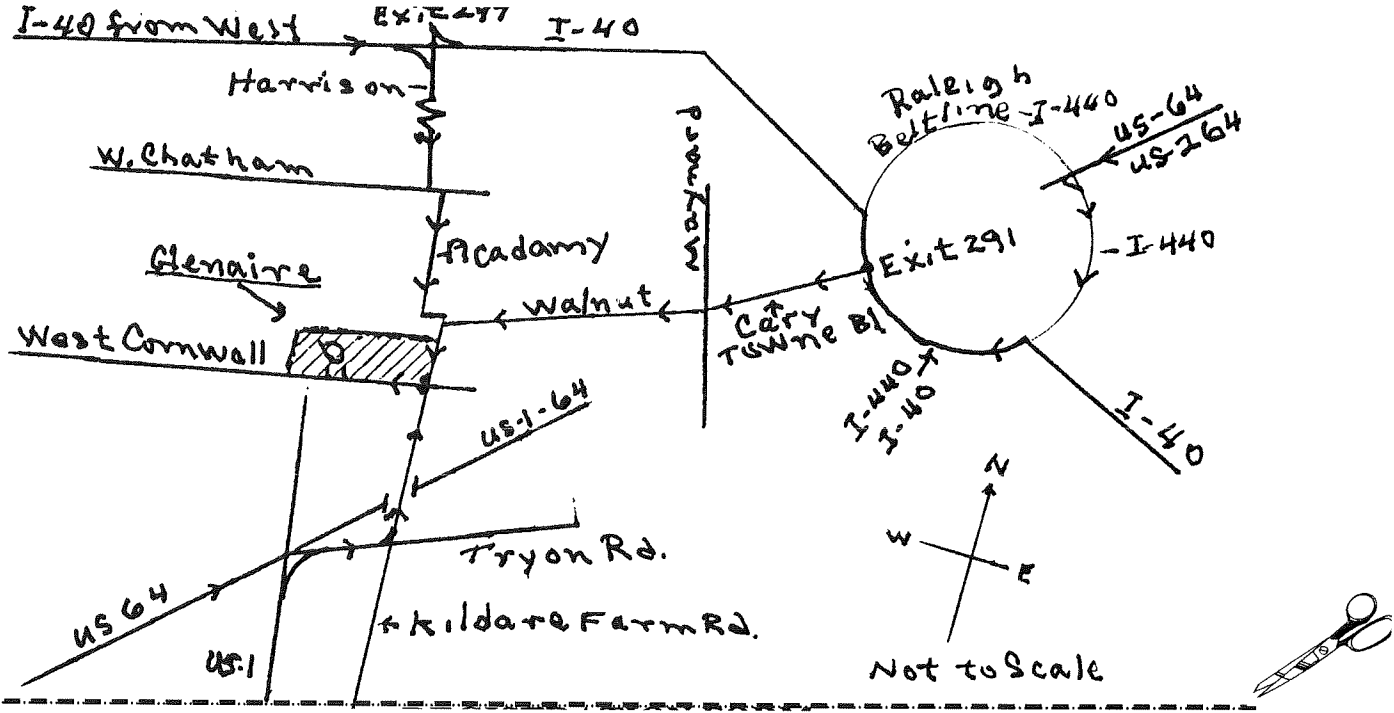 I-40 from West
Exit 297
I-40
Harrison
Raleigh
Beltline-I-440
US-64
US-264
W. Chatham
Maynard
Acadamy
Exit 291
I-440
Glenaire
Walnut
Cary
Towne Bl
West Cornwall
I-440
I-40
I-40
US-1-64
N
W
E
Tryon Rd.
US 64
Kildare Farm Rd.
US-1
Not to Scale